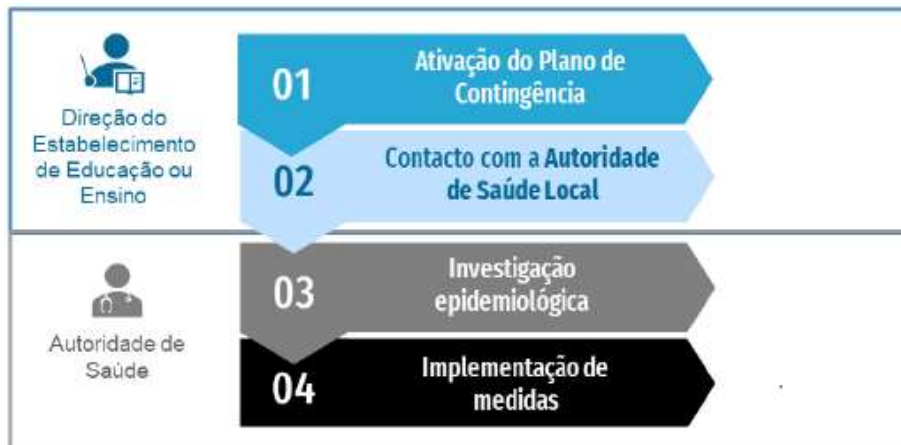 Direção do
Estabelecimento
de Educação ou
Ensino
01
Ativação do Plano de
Contingência
02
Contacto com a Autoridade
de Saúde Local
Autoridade de
Saúde
03
Investigação
epidemiológica
04
Implementação de
medidas